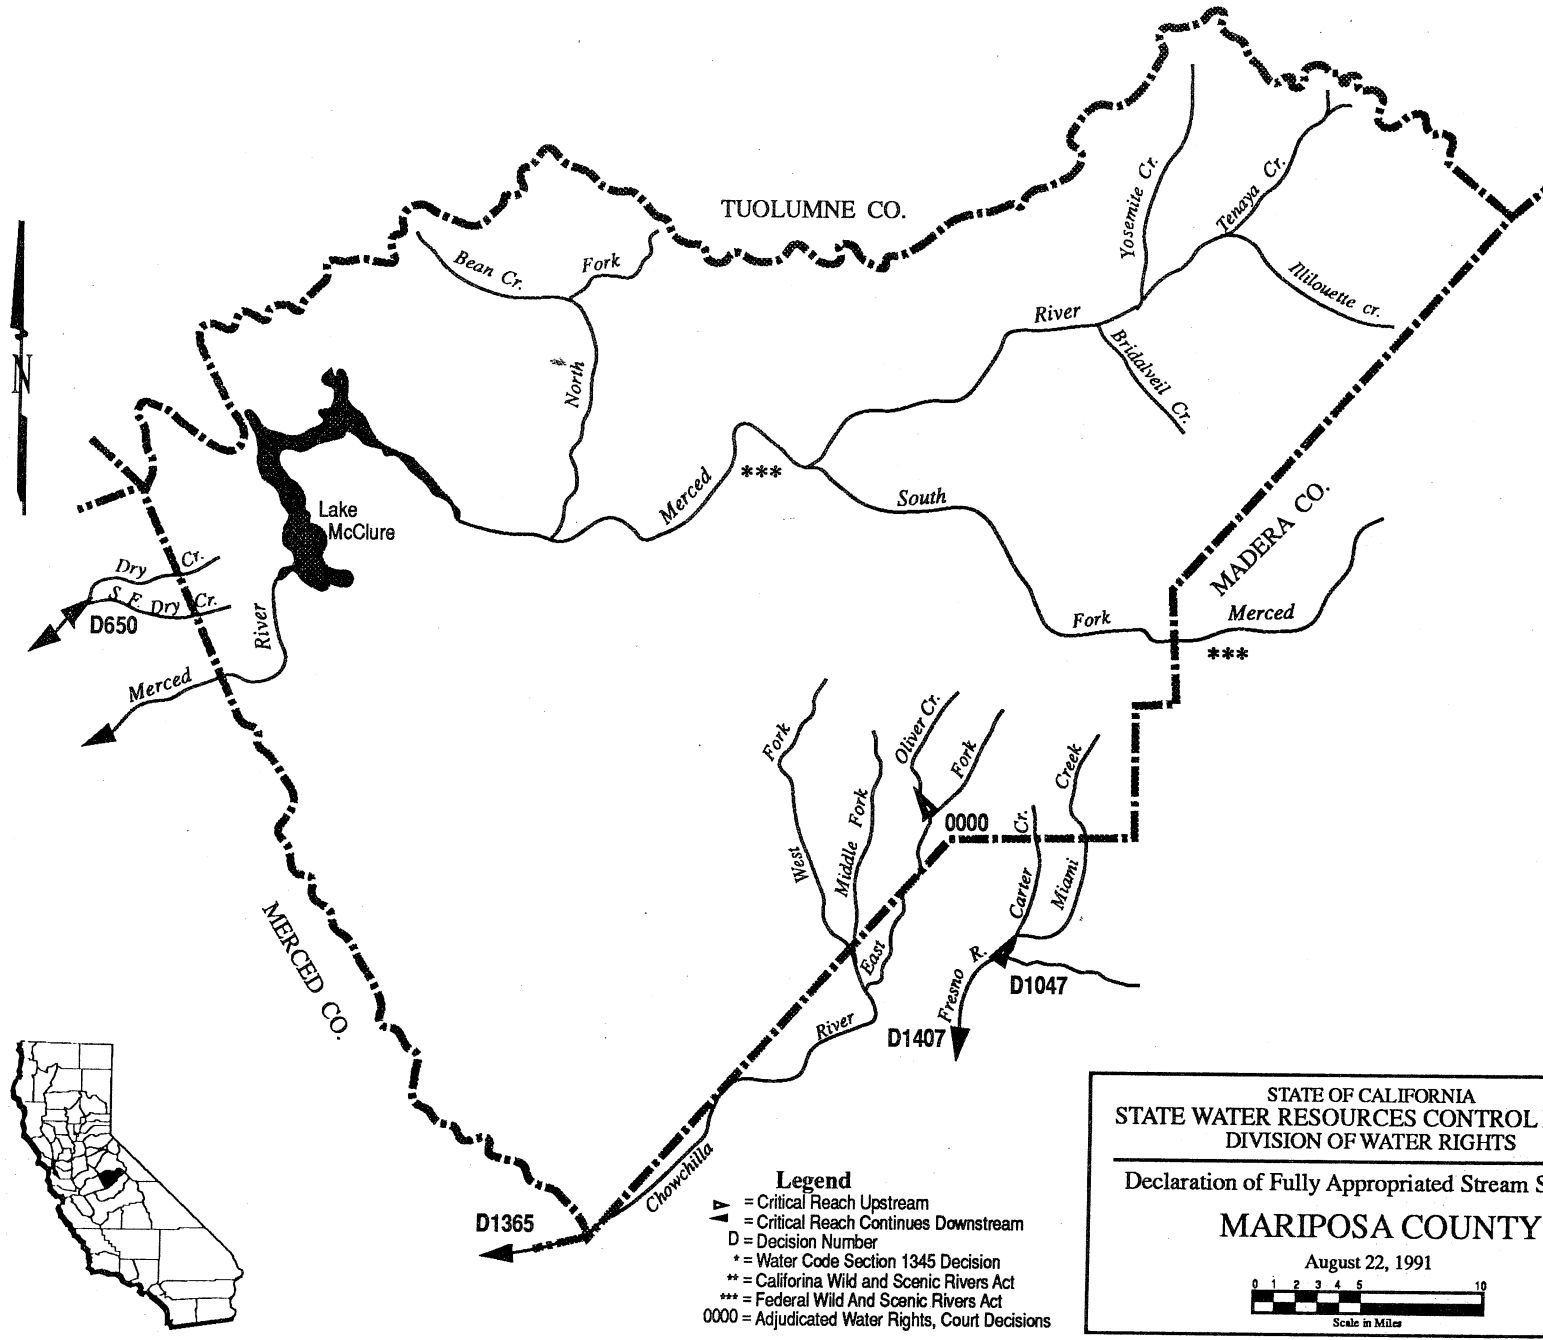 TUOLUMNE CO.
Yosemite Cr.
Tenaya Cr.
Illilouette cr.
Bean Cr.
Fork
North
River
Bridalveil Cr.
N
Lake
McClure
Merced
***
South
MADERA CO.
Fork
Merced
***
Dry Cr.
S. F. Dry Cr.
D650
River
Merced
Fork
West
Middle Fork
Oliver Cr.
Fork
East
0000
Cr.
Carter
Creek
Miami
Fresno R.
D1047
D1407
River
MERCED CO.
Chowchilla
D1365
Legend
= Critical Reach Upstream
= Critical Reach Continues Downstream
D = Decision Number
* = Water Code Section 1345 Decision
** = Califorina Wild and Scenic Rivers Act
*** = Federal Wild And Scenic Rivers Act
0000 = Adjudicated Water Rights, Court Decisions
STATE OF CALIFORNIA
STATE WATER RESOURCES CONTROL
DIVISION OF WATER RIGHTS
Declaration of Fully Appropriated Stream S
MARIPOSA COUNTY
August 22, 1991
0 1 2 3 4 5 10
Scale in Miles